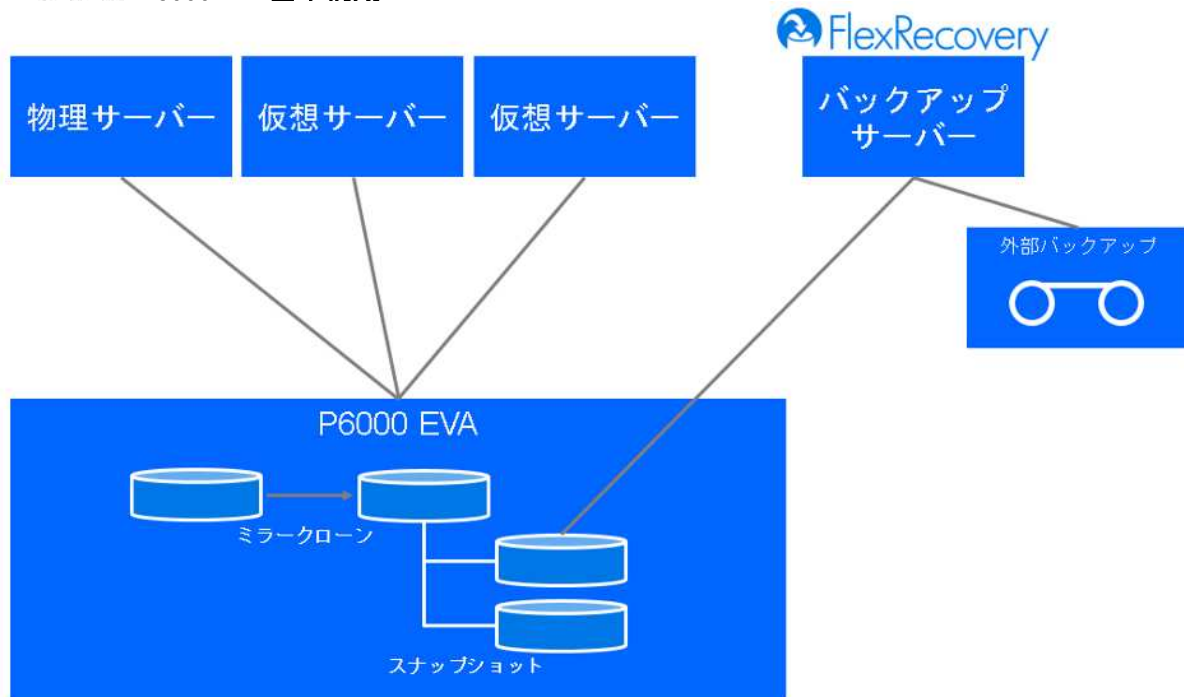 FlexRecovery
物理サーバー
仮想サーバー
仮想サーバー
バックアップ
サーバー
外部バックアップ
P6000 EVA
ミラークローン
スナップショット